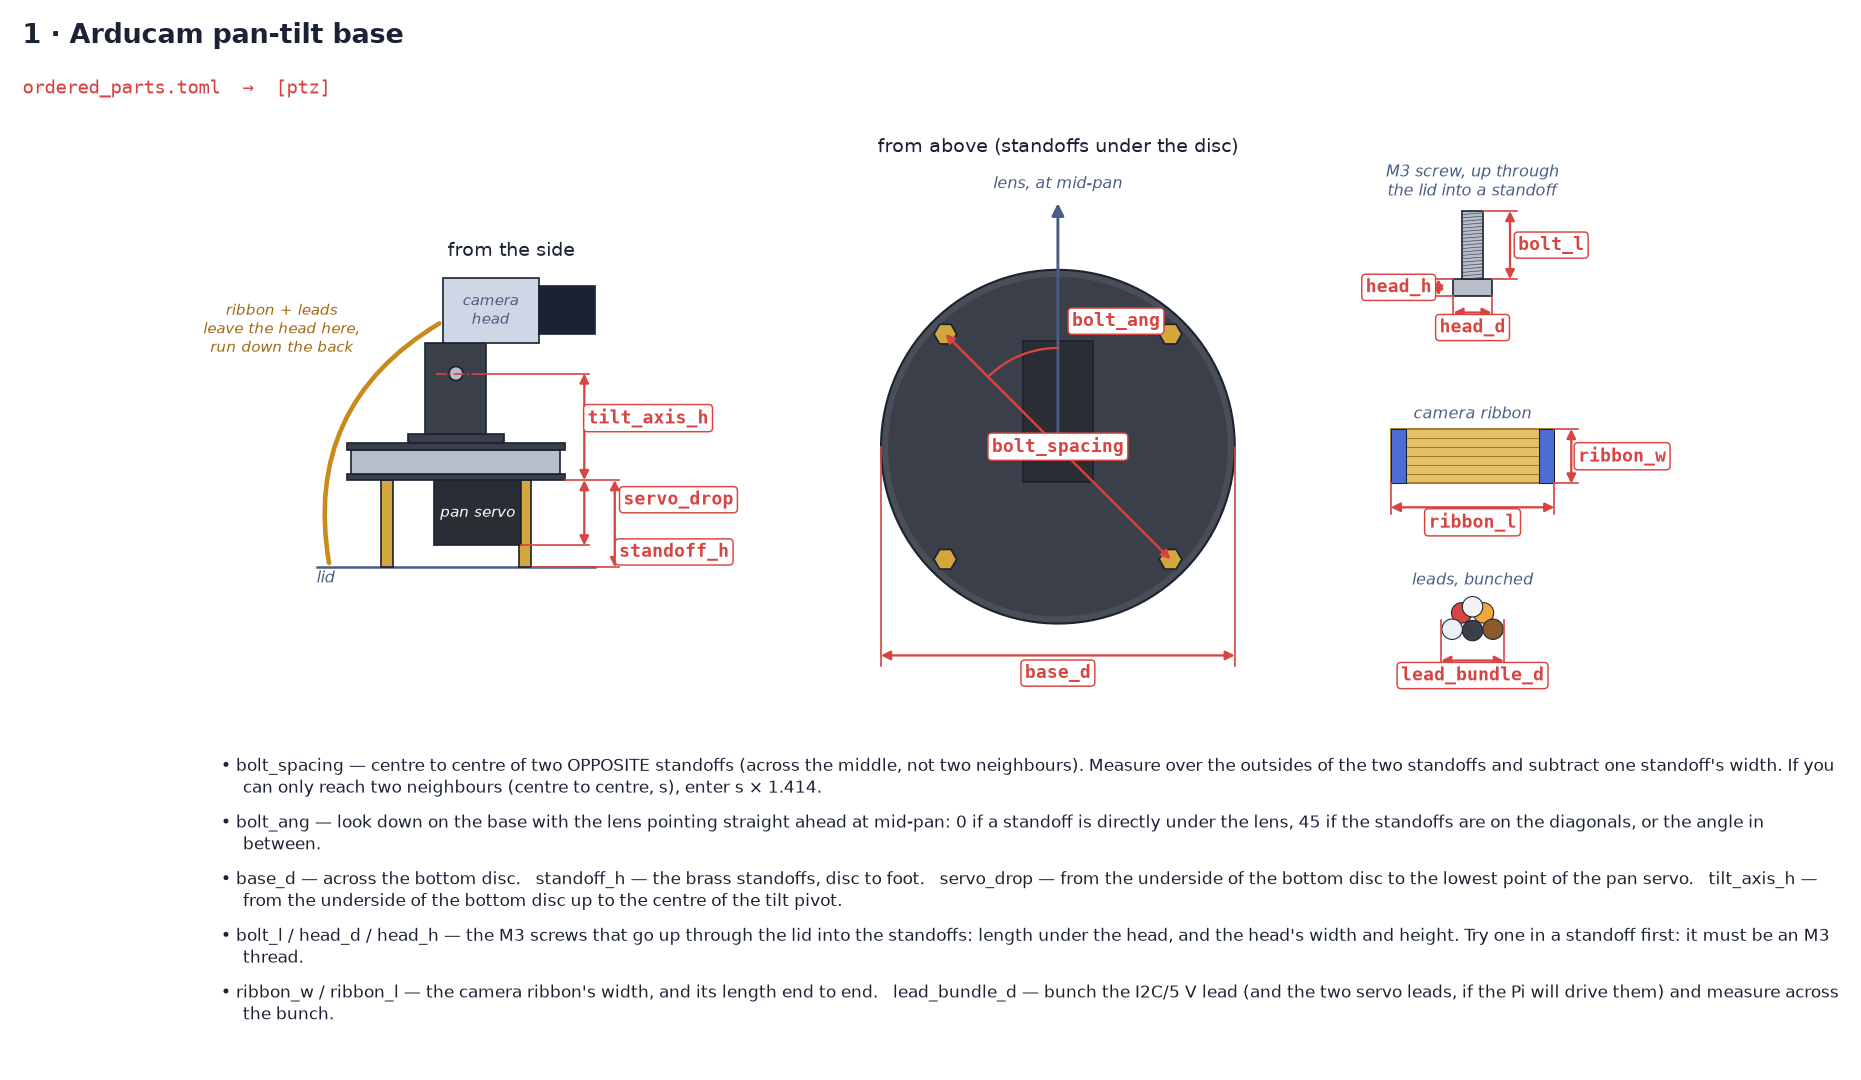 1 · Arducam pan-tilt base
ordered_parts.toml → [ptz]
from above (standoffs under the disc)
lens, at mid-pan
M3 screw, up through
the lid into a standoff
bolt_l
head_h
head_d
from the side
camera
head
ribbon + leads
leave the head here,
run down the back
bolt_ang
tilt_axis_h
bolt_spacing
camera ribbon
ribbon_w
ribbon_l
servo_drop
pan servo
standoff_h
lid
leads, bunched
lead_bundle_d
base_d
• bolt_spacing — centre to centre of two OPPOSITE standoffs (across the middle, not two neighbours). Measure over the outsides of the two standoffs and subtract one standoff's width. If you
can only reach two neighbours (centre to centre, s), enter s × 1.414.
• bolt_ang — look down on the base with the lens pointing straight ahead at mid-pan: 0 if a standoff is directly under the lens, 45 if the standoffs are on the diagonals, or the angle in
between.
• base_d — across the bottom disc. standoff_h — the brass standoffs, disc to foot. servo_drop — from the underside of the bottom disc to the lowest point of the pan servo. tilt_axis_h —
from the underside of the bottom disc up to the centre of the tilt pivot.
• bolt_l / head_d / head_h — the M3 screws that go up through the lid into the standoffs: length under the head, and the head's width and height. Try one in a standoff first: it must be an M3
thread.
• ribbon_w / ribbon_l — the camera ribbon's width, and its length end to end. lead_bundle_d — bunch the I2C/5 V lead (and the two servo leads, if the Pi will drive them) and measure across
the bunch.